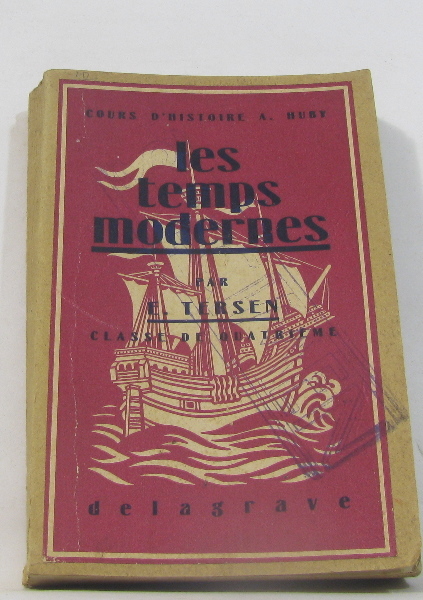 COURS D'HISTOIRE A. HUBY
les
temps
modernes
PAR
E. TERSEN
CLASSE DE QUATRIÈME
delagrave